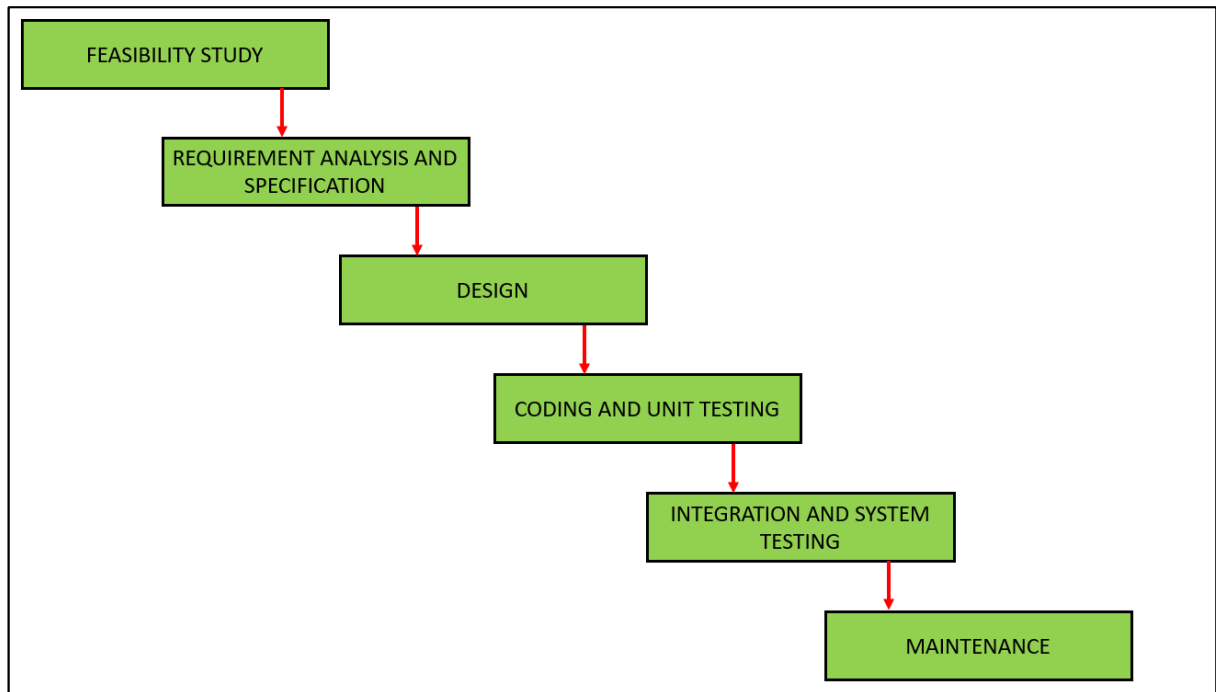 FEASIBILITY STUDY
REQUIREMENT ANALYSIS AND
SPECIFICATION
DESIGN
CODING AND UNIT TESTING
INTEGRATION AND SYSTEM
TESTING
MAINTENANCE